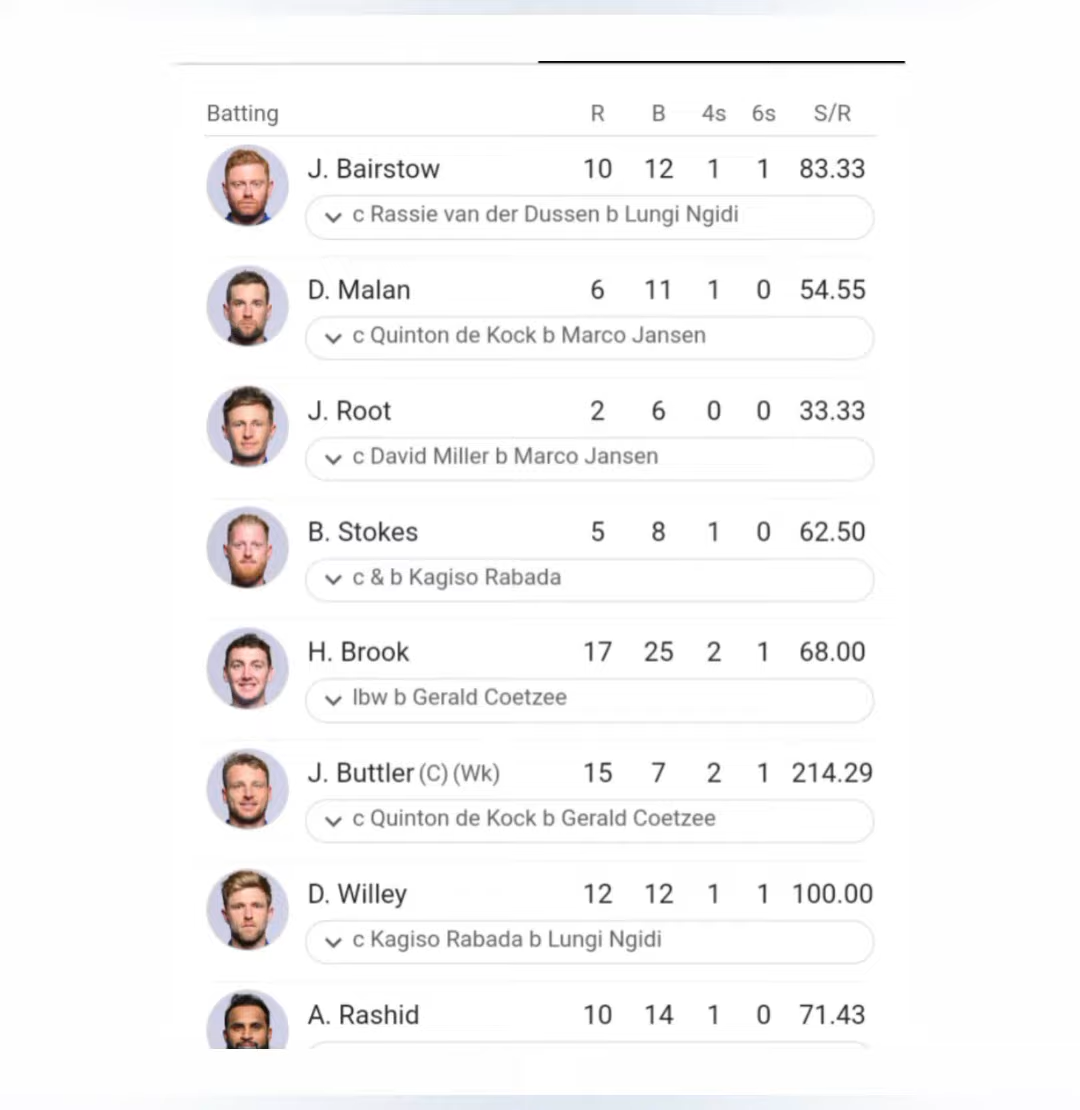 Batting R B 4s 6s S/R
J. Bairstow 10 12 1 1 83.33
c Rassie van der Dussen b Lungi Ngidi
D. Malan 6 11 1 0 54.55
c Quinton de Kock b Marco Jansen
J. Root 2 6 0 0 33.33
c David Miller b Marco Jansen
B. Stokes 5 8 1 0 62.50
c & b Kagiso Rabada
H. Brook 17 25 2 1 68.00
lbw b Gerald Coetzee
J. Buttler (C) (Wk) 15 7 2 1 214.29
c Quinton de Kock b Gerald Coetzee
D. Willey 12 12 1 1 100.00
c Kagiso Rabada b Lungi Ngidi
A. Rashid 10 14 1 0 71.43